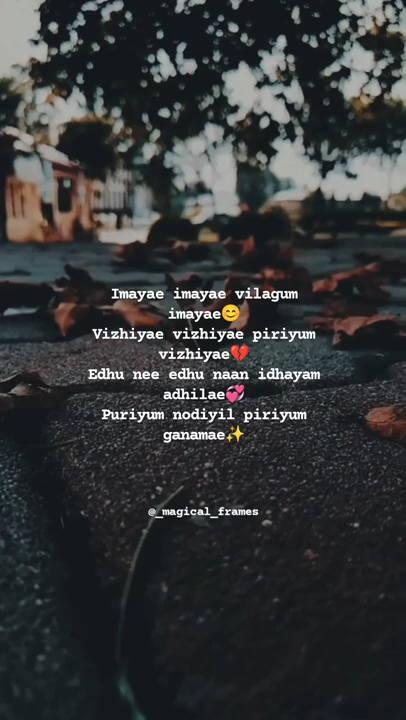 Imayae imayae vilagum
imayae😊
Vizhiyae vizhiyae piriyum
vizhiyae💔
Edhu nee edhu naan idhayam
adhilae💞
Puriyum nodiyil piriyum
ganamae✨
@_magical_frames